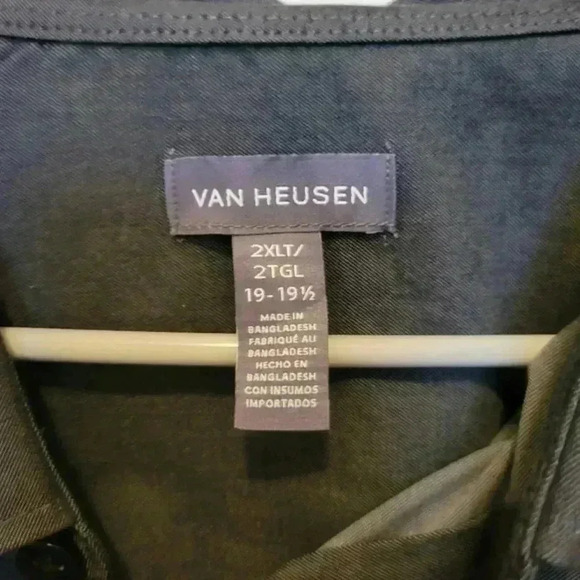 VAN HEUSEN
2XLT/
2TGL
19-19½
MADE IN
BANGLADESH
FABRIQUÉ AU
BANGLADESH
HECHO EN
BANGLADESH
CON INSUMOS
IMPORTADOS